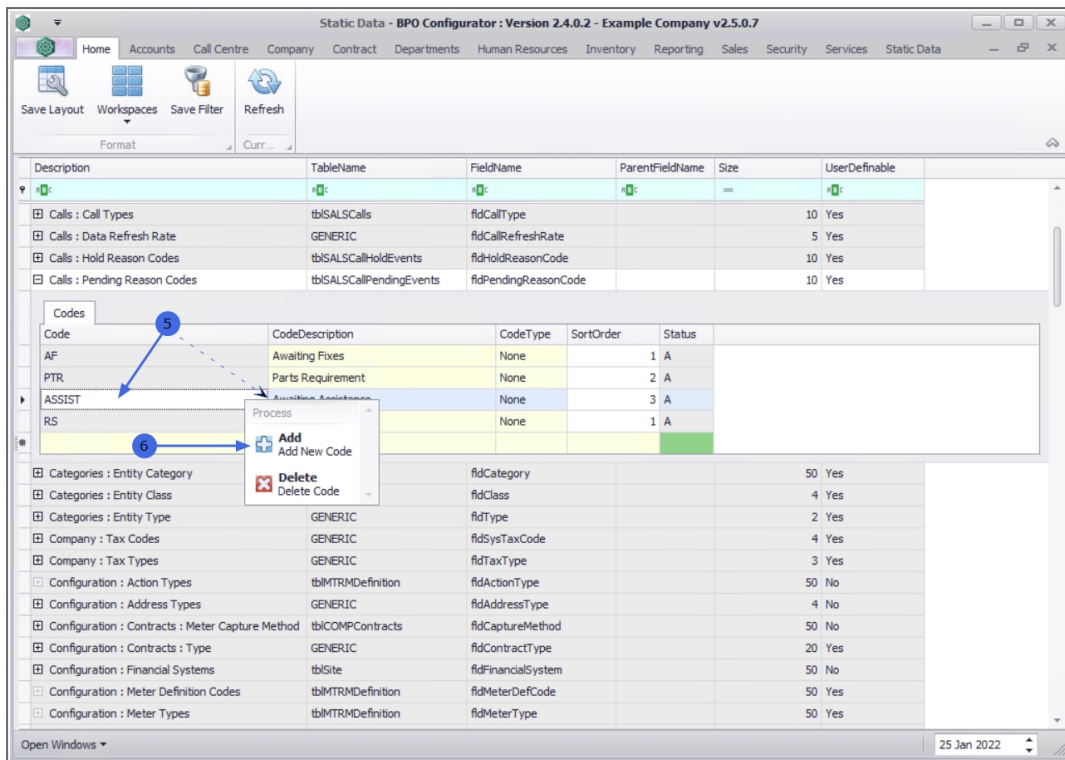 Static Data - BPO Configurator : Version 2.4.0.2 - Example Company v2.5.0.7
Home Accounts Call Centre Company Contract Departments Human Resources Inventory Reporting Sales Security Services Static Data
Save Layout Workspaces Save Filter Refresh
Format Curr...
Description TableName FieldName ParentFieldName Size UserDefinable
Calls : Call Types tblSALSCalls fldCallType 10 Yes
Calls : Data Refresh Rate GENERIC fldCallRefreshRate 5 Yes
Calls : Hold Reason Codes tblSALSCallHoldEvents fldHoldReasonCode 10 Yes
Calls : Pending Reason Codes tblSALSCallPendingEvents fldPendingReasonCode 10 Yes
Codes
5
Code CodeDescription CodeType SortOrder Status
AF Awaiting Fixes None 1 A
PTR Parts Requirement None 2 A
ASSIST Awaiting Assistance None 3 A
Process
RS None 1 A
6
Add
Add New Code
Delete
Delete Code
Categories : Entity Category fldCategory 50 Yes
Categories : Entity Class fldClass 4 Yes
Categories : Entity Type GENERIC fldType 2 Yes
Company : Tax Codes GENERIC fldSysTaxCode 4 Yes
Company : Tax Types GENERIC fldTaxType 3 Yes
Configuration : Action Types tblMTRMDefinition fldActionType 50 No
Configuration : Address Types GENERIC fldAddressType 4 No
Configuration : Contracts : Meter Capture Method tblCOMPContracts fldCaptureMethod 50 No
Configuration : Contracts : Type GENERIC fldContractType 20 Yes
Configuration : Financial Systems tblSite fldFinancialSystem 50 No
Configuration : Meter Definition Codes tblMTRMDefinition fldMeterDefCode 50 Yes
Configuration : Meter Types tblMTRMDefinition fldMeterType 50 Yes
Open Windows 25 Jan 2022